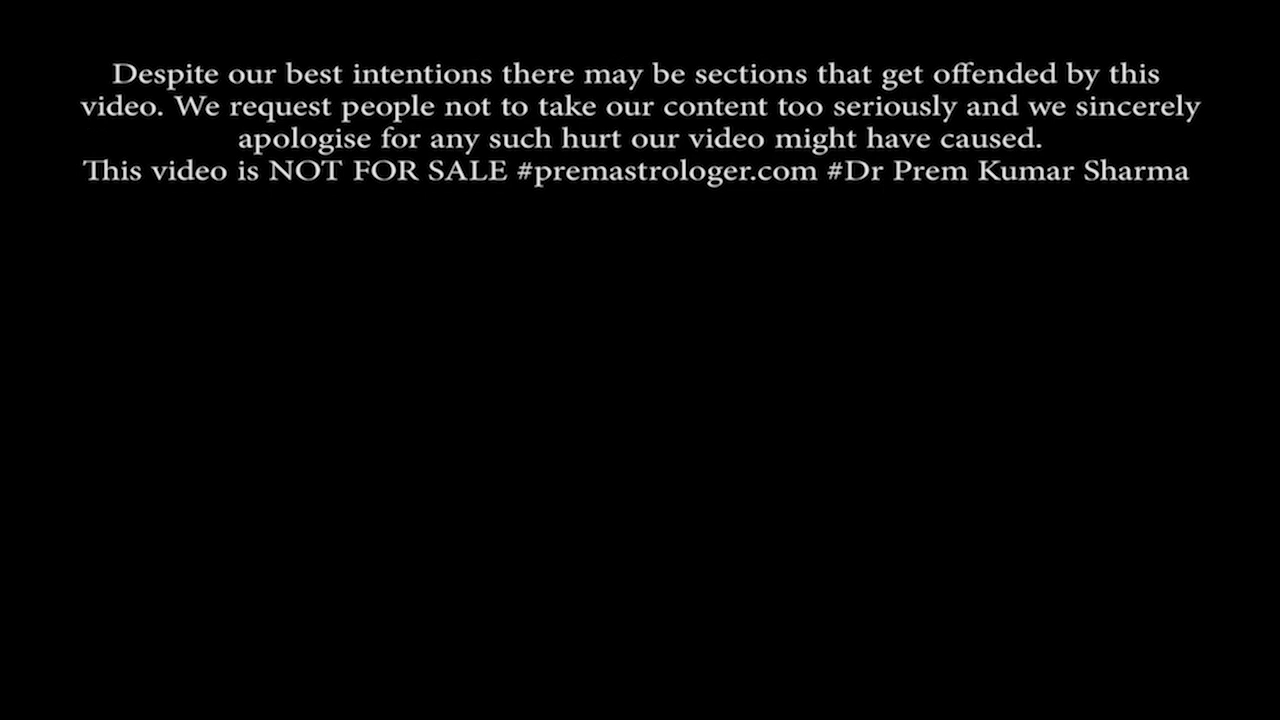 Despite our best intentions there may be sections that get offended by this
video. We request people not to take our content too seriously and we sincerely
apologise for any such hurt our video might have caused.
This video is NOT FOR SALE #premastrologer.com #Dr Prem Kumar Sharma